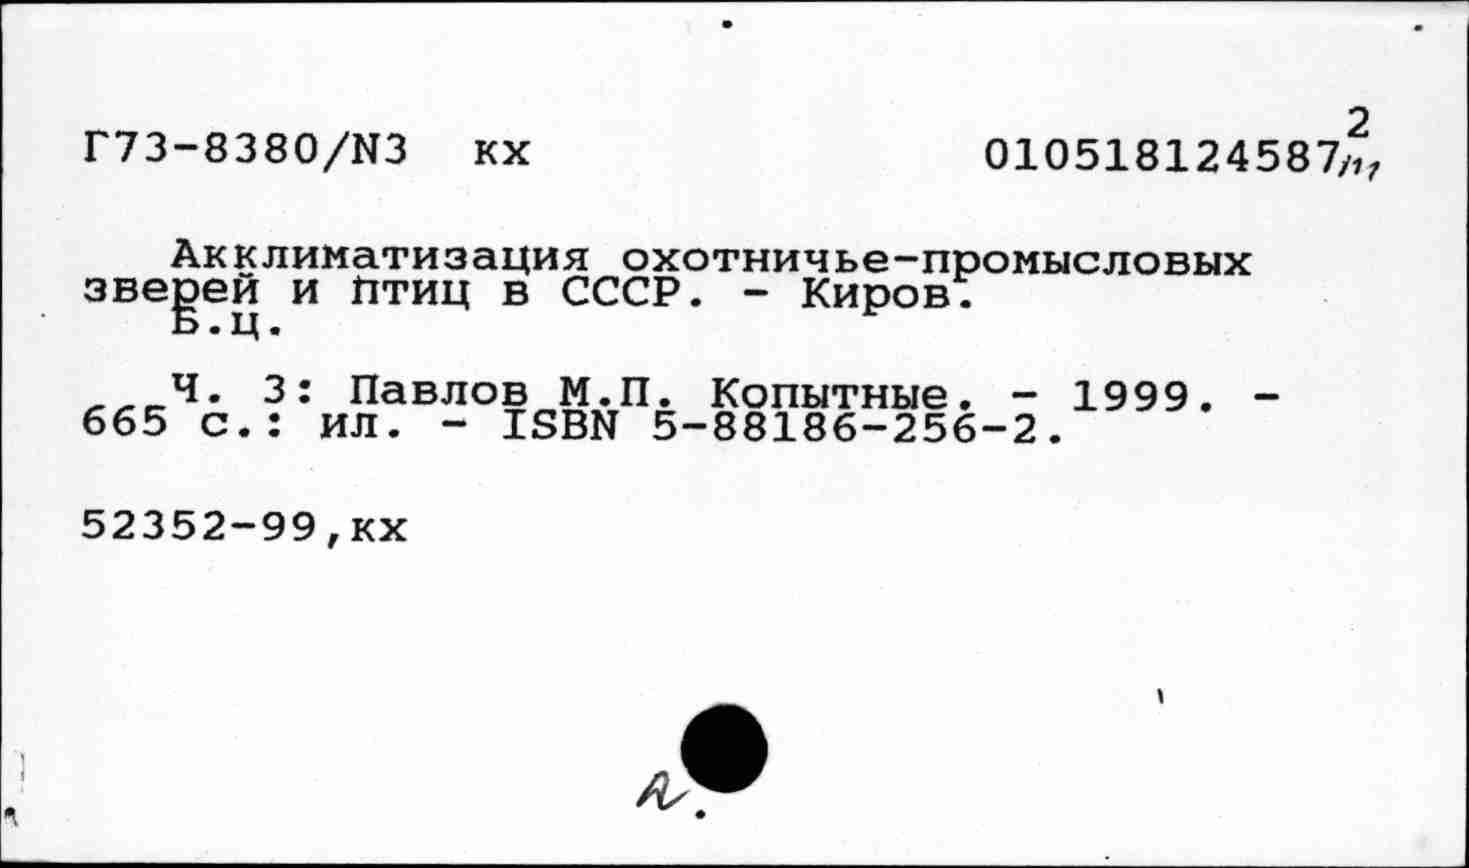 2
Г73-8380/N3 кх 010518124587
Акклиматизация охотничье-промысловых
зверей и птиц в СССР. - Киров.
Б.ц.
Ч. 3: Павлов М.П. Копытные. - 1999. -
665 с.: ил. - ISBN 5-88186-256-2.
52352-99,кх